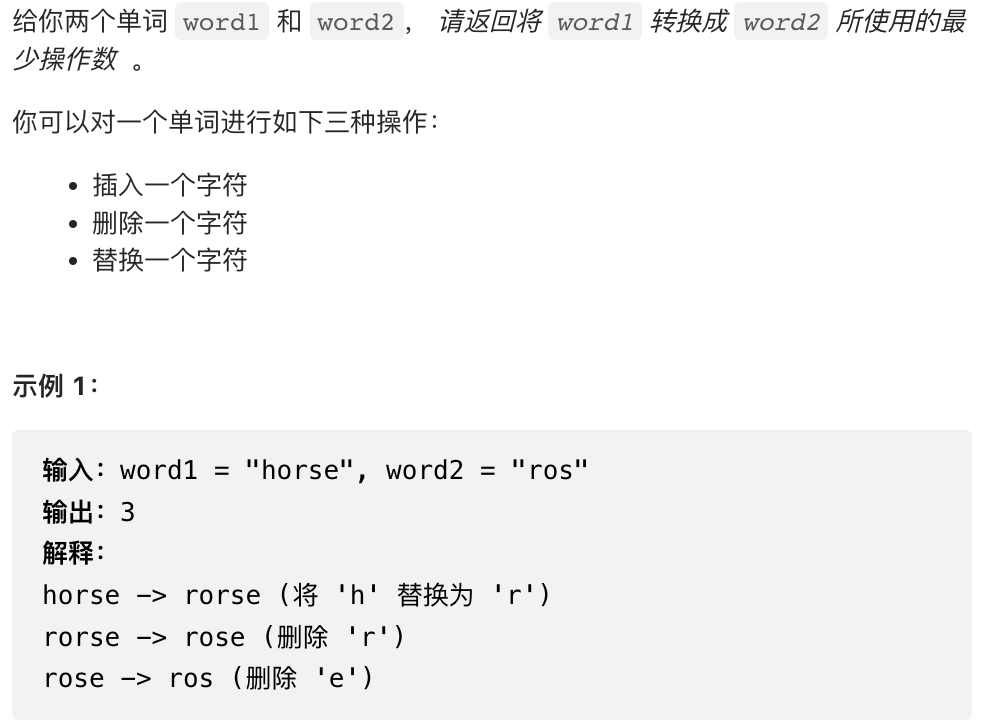 给你两个单词 word1 和 word2， 请返回将 word1 转换成 word2 所使用的最
少操作数 。
你可以对一个单词进行如下三种操作：
• 插入一个字符
• 删除一个字符
• 替换一个字符
示例 1：
输入：word1 = "horse", word2 = "ros"
输出：3
解释：
horse -> rorse (将 'h' 替换为 'r')
rorse -> rose (删除 'r')
rose -> ros (删除 'e')